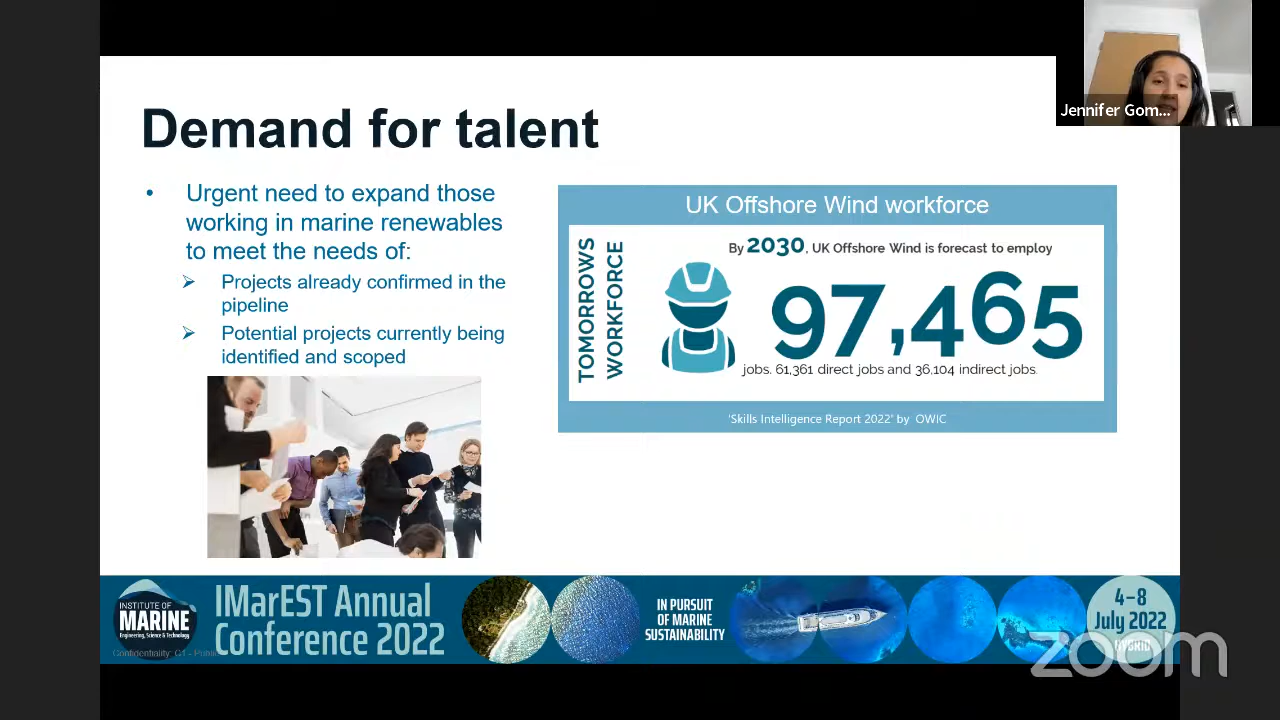 Jennifer Gom...
Demand for talent
• Urgent need to expand those
working in marine renewables
to meet the needs of:
➢ Projects already confirmed in the
pipeline
➢ Potential projects currently being
identified and scoped
UK Offshore Wind workforce
TOMORROWS
WORKFORCE
By 2030, UK Offshore Wind is forecast to employ
97,465
jobs. 61,361 direct jobs and 36,104 indirect jobs.
'Skills Intelligence Report 2022' by OWIC
INSTITUTE OF
MARINE
Engineering, Science & Technology
Confidentiality: C1 - Public
IMarEST Annual
Conference 2022
IN PURSUIT
OF MARINE
SUSTAINABILITY
4–8
July 2022
HYBRID
zoom